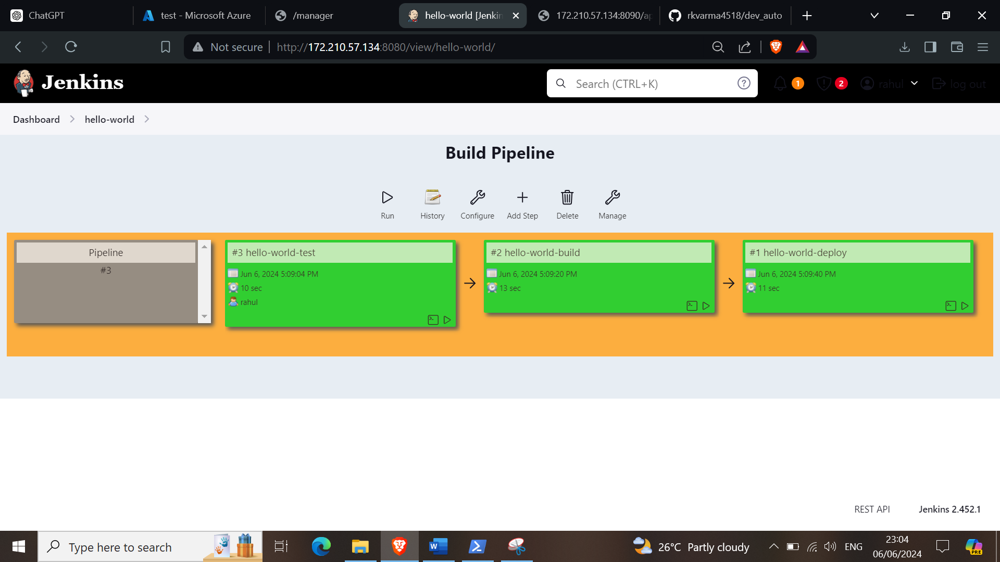 ChatGPT
test - Microsoft Azure
/manager
hello-world [Jenkin
172.210.57.134:8090/ap
rkvarma4518/dev_auto
Not secure
http://172.210.57.134:8080/view/hello-world/
Jenkins
Search (CTRL+K)
1
2
rahul
log out
Dashboard
hello-world
Build Pipeline
Run
History
Configure
Add Step
Delete
Manage
Pipeline
#3
#3 hello-world-test
Jun 6, 2024 5:09:04 PM
10 sec
rahul
#2 hello-world-build
Jun 6, 2024 5:09:20 PM
13 sec
#1 hello-world-deploy
Jun 6, 2024 5:09:40 PM
11 sec
REST API
Jenkins 2.452.1
Type here to search
26°C Partly cloudy
ENG
23:04
06/06/2024
PRE